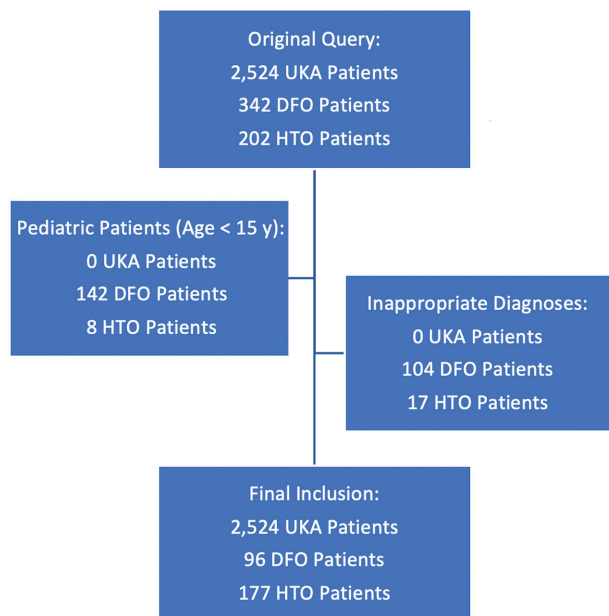 Original Query:
2,524 UKA Patients
342 DFO Patients
202 HTO Patients
Pediatric Patients (Age < 15 y):
0 UKA Patients
142 DFO Patients
8 HTO Patients
Inappropriate Diagnoses:
0 UKA Patients
104 DFO Patients
17 HTO Patients
Final Inclusion:
2,524 UKA Patients
96 DFO Patients
177 HTO Patients